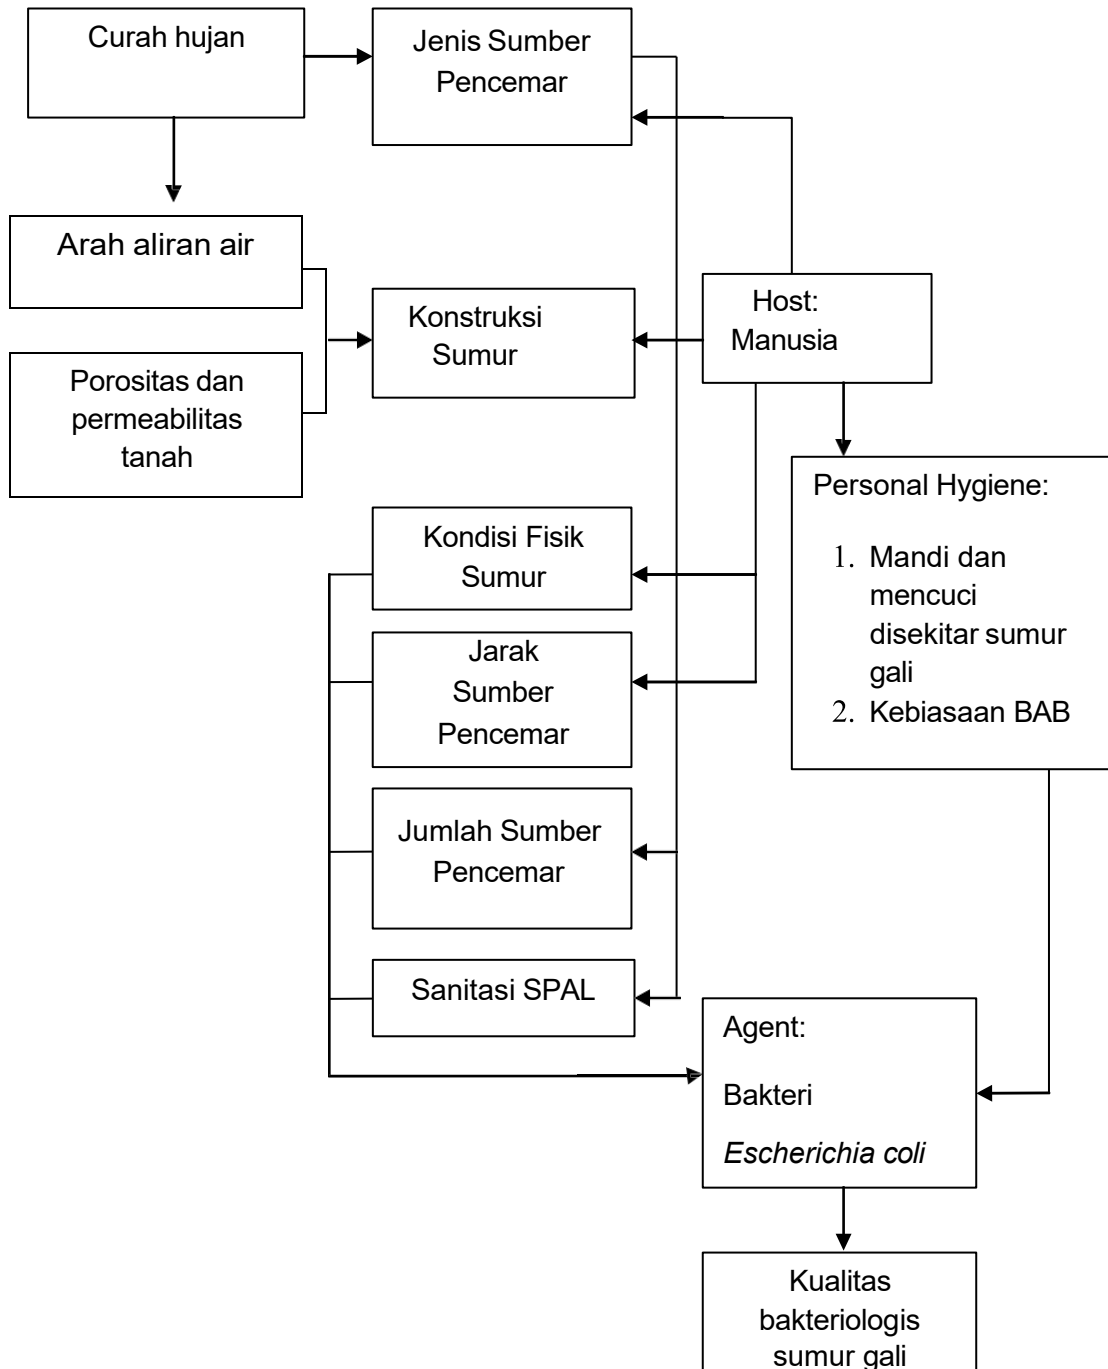 Curah hujan
Jenis Sumber
Pencemar
Arah aliran air
Konstruksi
Sumur
Host:
Manusia
Porositas dan
permeabilitas
tanah
Personal Hygiene:
1. Mandi dan
mencuci
disekitar sumur
gali
2. Kebiasaan BAB
Kondisi Fisik
Sumur
Jarak
Sumber
Pencemar
Jumlah Sumber
Pencemar
Sanitasi SPAL
Agent:
Bakteri
Escherichia coli
Kualitas
bakteriologis
sumur gali